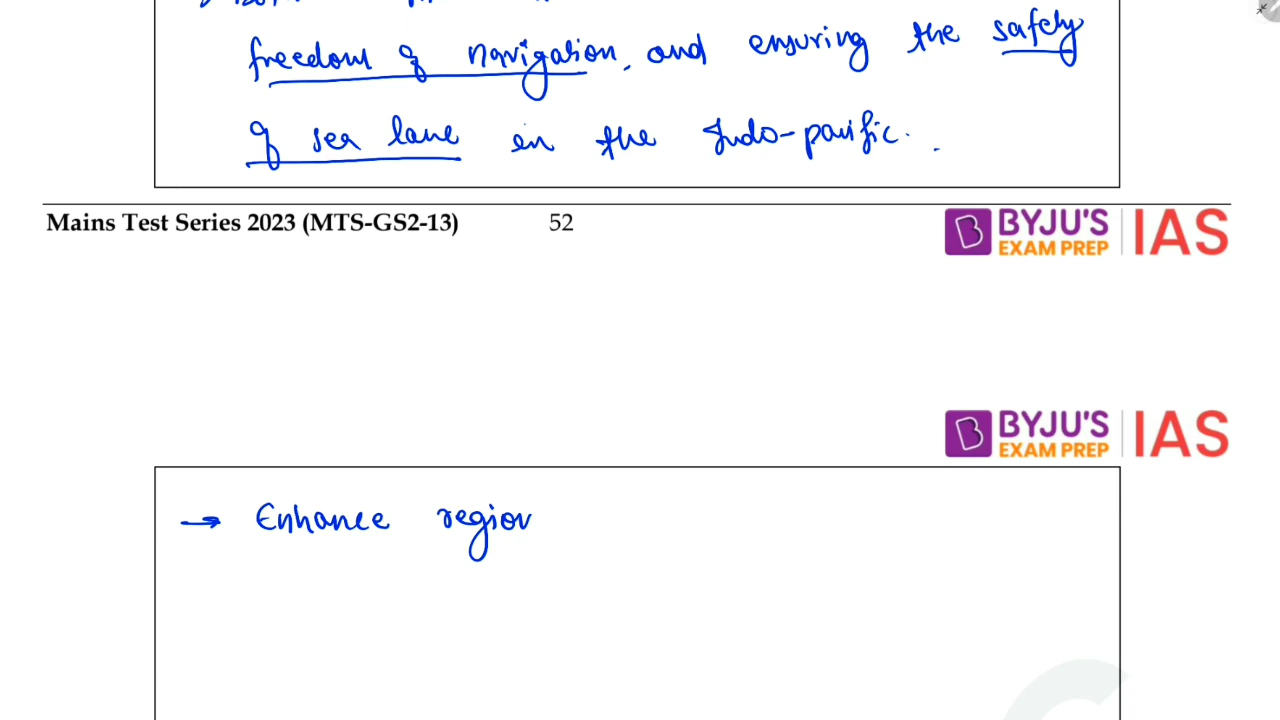 freedom of navigation, and ensuring the safety
of sea lane in the Indo-pacific.
Mains Test Series 2023 (MTS-GS2-13) 52 BYJU'S EXAM PREP IAS
BYJU'S EXAM PREP IAS
→ Enhance region